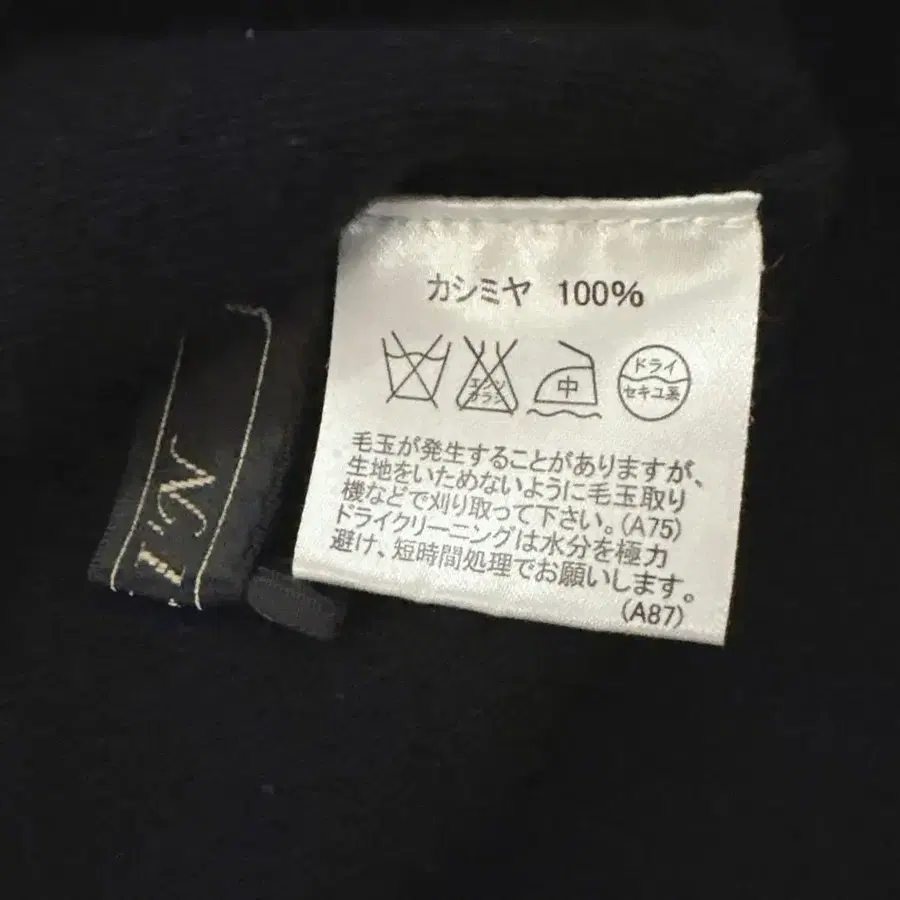 カシミヤ 100%
エンソ
サラシ
中
ドライ
セキユ系
毛玉が発生することがありますが、
生地をいためないように毛玉取り
機などで刈り取って下さい。(A75)
ドライクリーニングは水分を極力
避け、短時間処理でお願いします。
(A87)